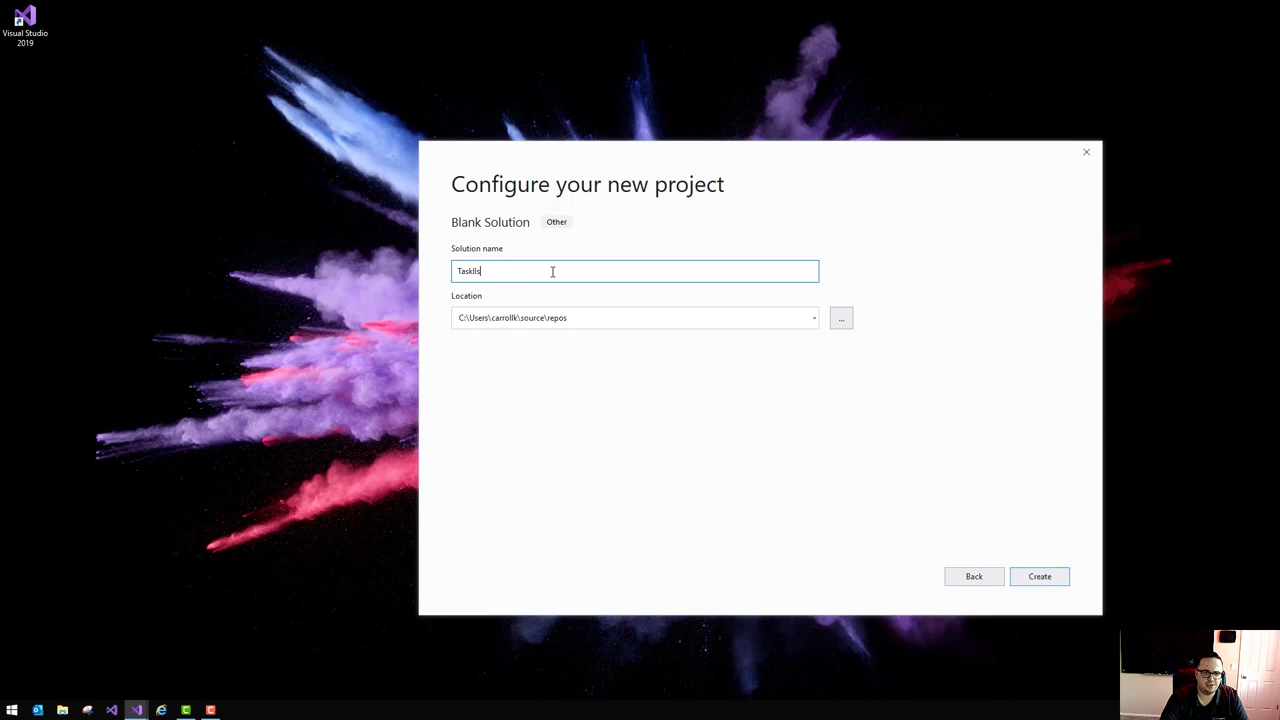 Visual Studio
2019
Configure your new project
Blank Solution Other
Solution name
TaskIls
Location
C:\Users\carrollk\source\repos
...
Back Create